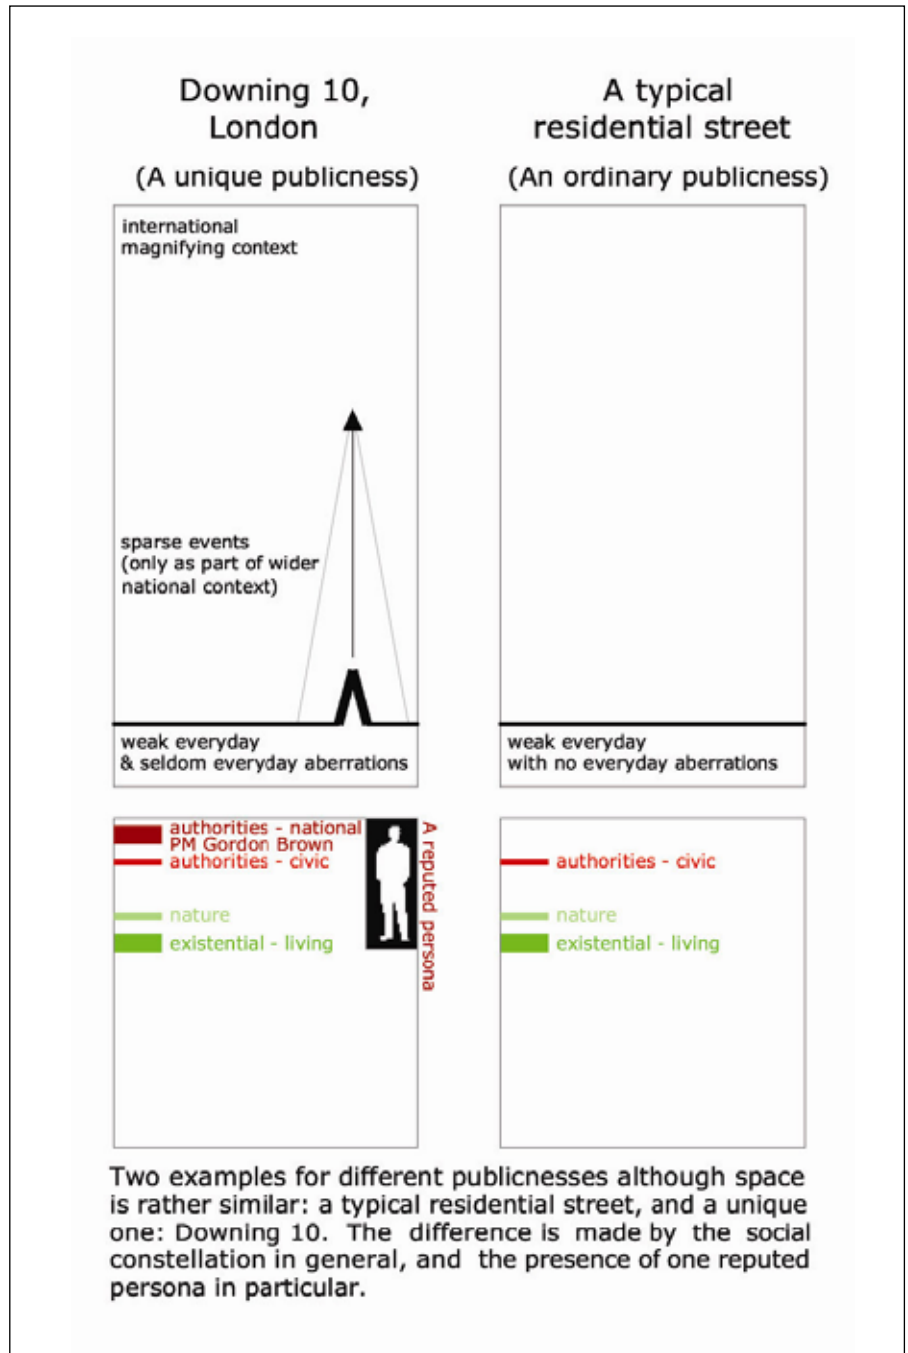 Downing 10,
London
(A unique publicness)
international
magnifying context
sparse events
(only as part of wider
national context)
weak everyday
& seldom everyday aberrations
authorities - national
PM Gordon Brown
authorities - civic
nature
existential - living
A reputed persona
A typical
residential street
(An ordinary publicness)
weak everyday
with no everyday aberrations
authorities - civic
nature
existential - living
Two examples for different publicnesses although space
is rather similar: a typical residential street, and a unique
one: Downing 10. The difference is made by the social
constellation in general, and the presence of one reputed
persona in particular.